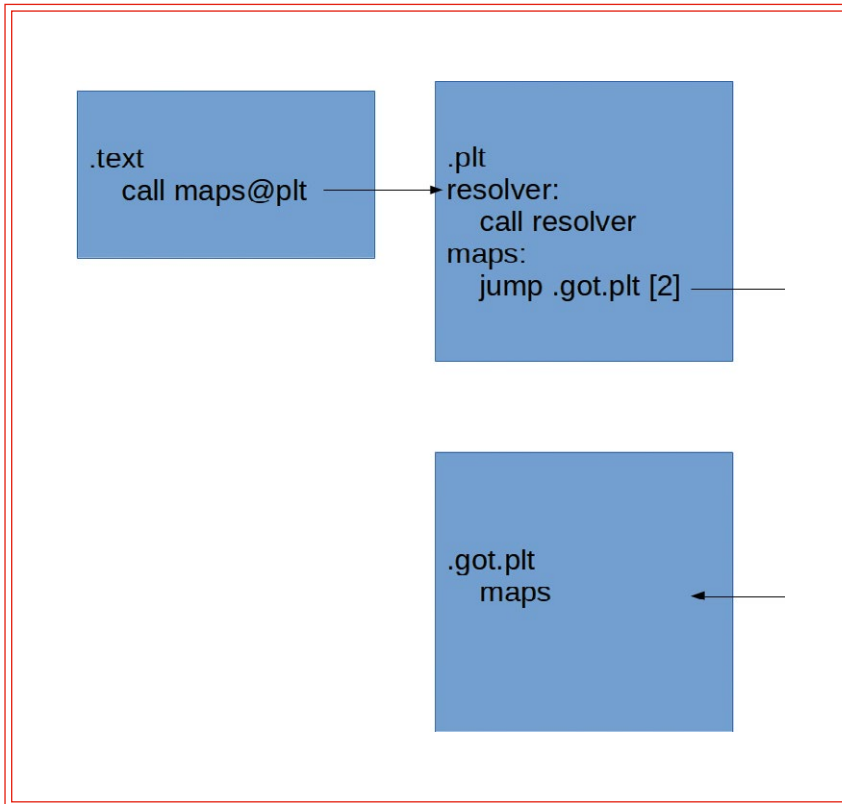 .text
call maps@plt
.plt
resolver:
call resolver
maps:
jump .got.plt [2]
.got.plt
maps